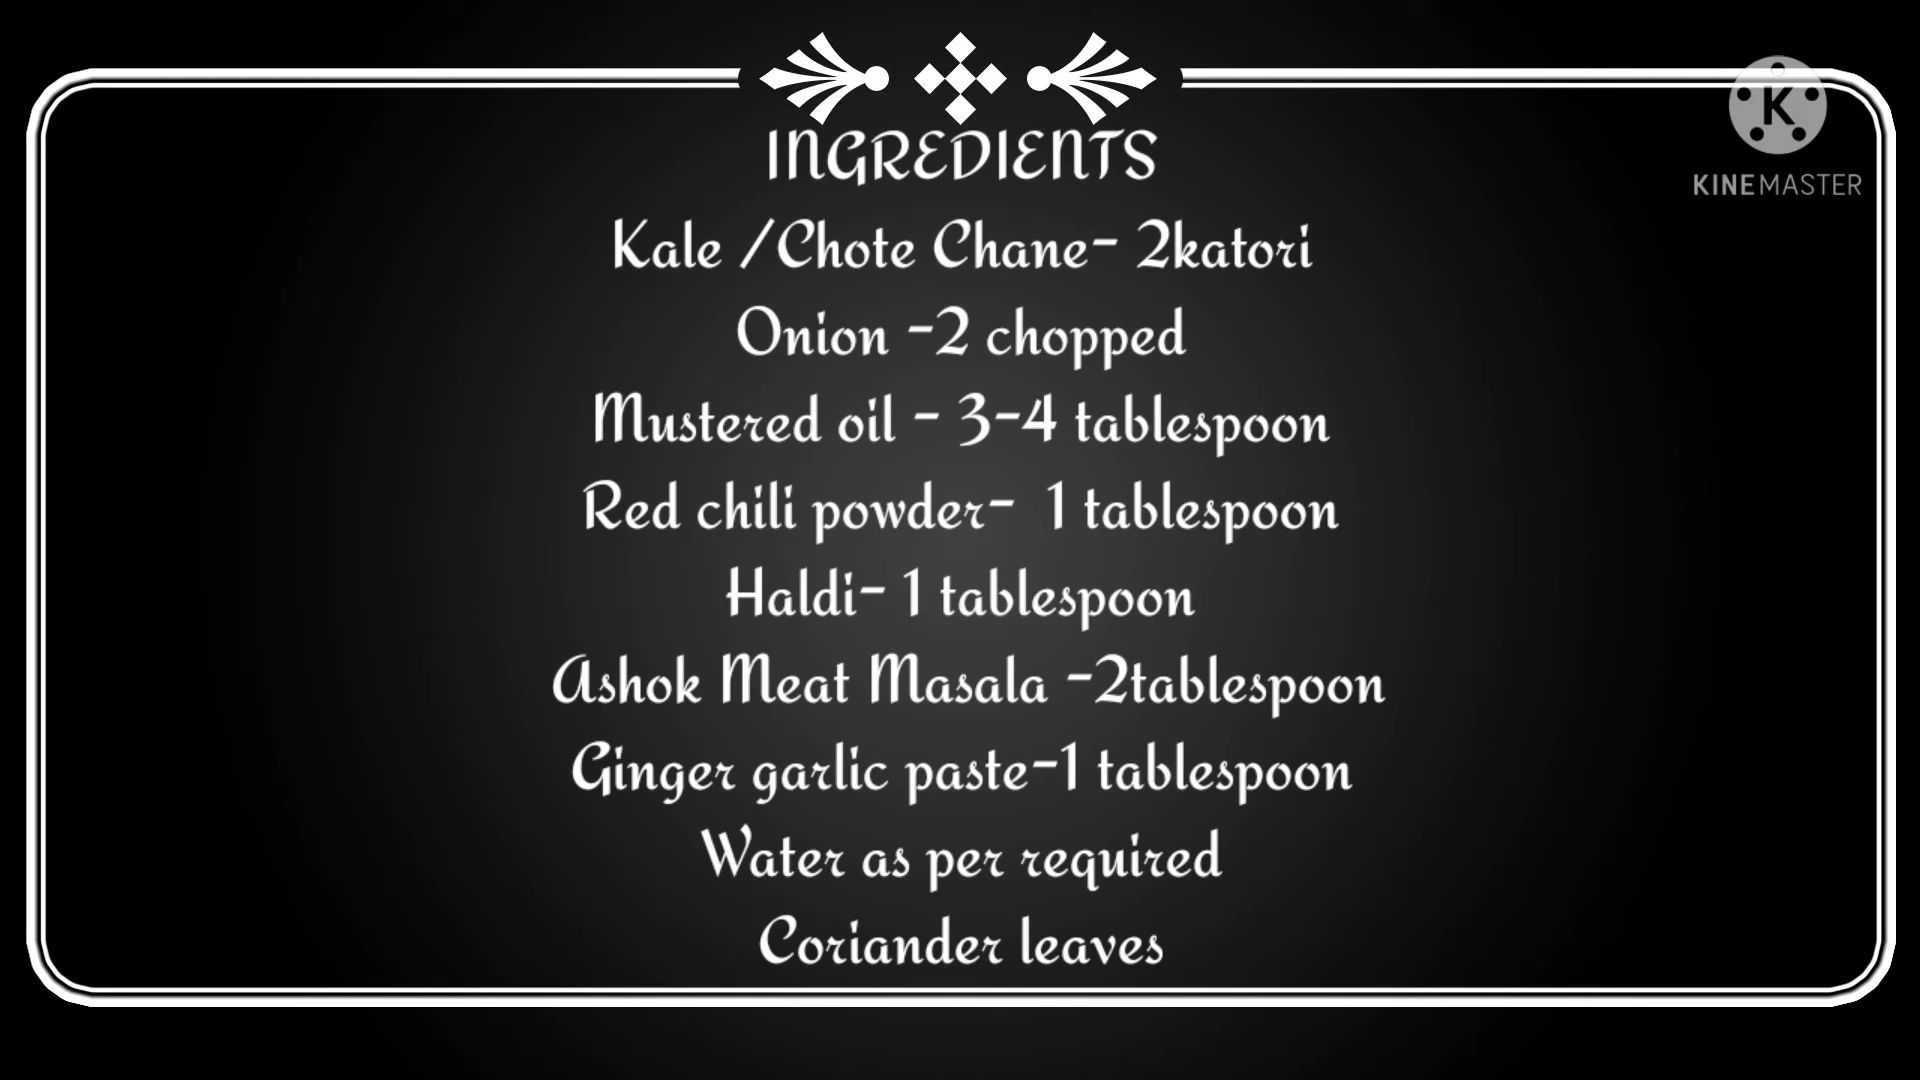 INGREDIENTS
Kale /Chote Chane- 2katori
Onion -2 chopped
Mustered oil - 3-4 tablespoon
Red chili powder-  1 tablespoon
Haldi- 1 tablespoon
Ashok Meat Masala -2tablespoon
Ginger garlic paste-1 tablespoon
Water as per required
Coriander leaves
K
KINEMASTER